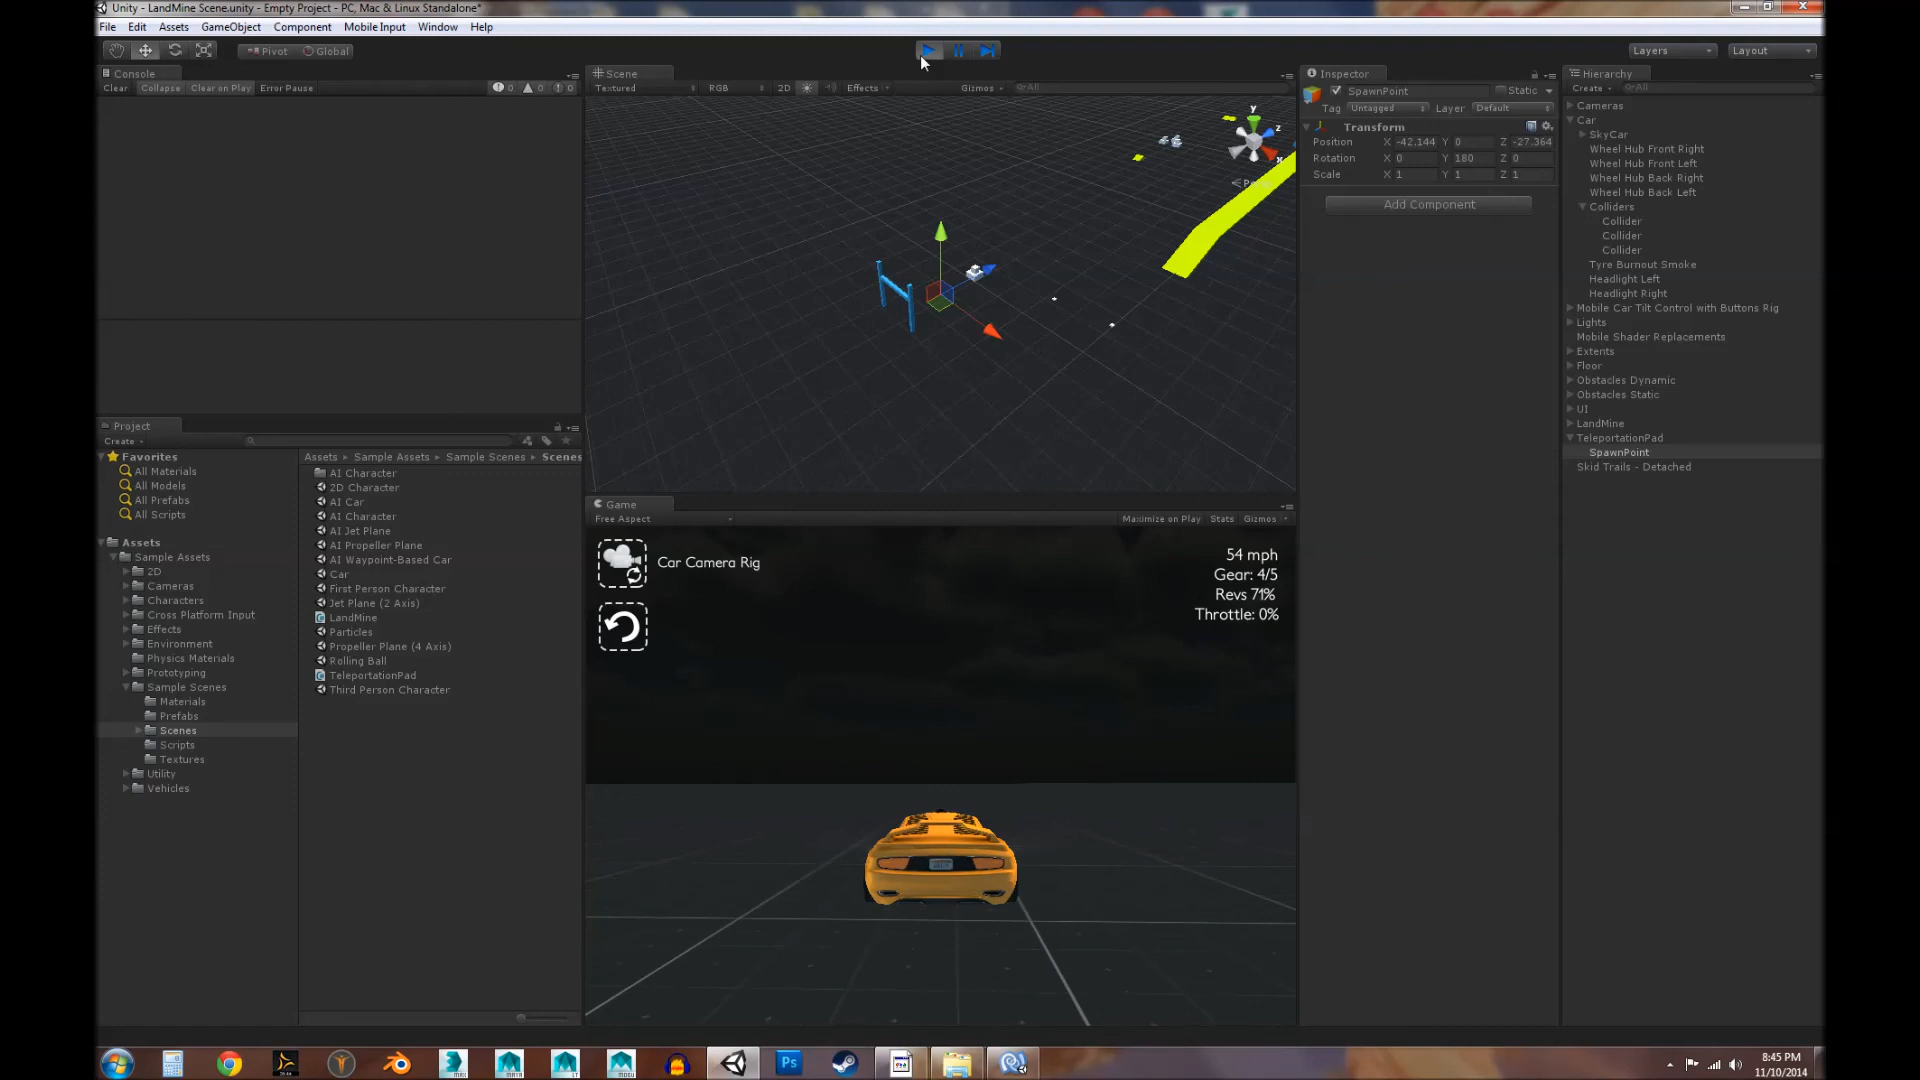 Unity - LandMine Scene.unity - Empty Project - PC, Mac & Linux Standalone*
File Edit Assets GameObject Component Mobile Input Window Help
Pivot Global
Layers Layout
Console
Clear Collapse Clear on Play Error Pause
0 0 0
Scene
Textured RGB 2D Effects Gizmos All
y
z
x
Inspector
SpawnPoint Static
Tag Untagged Layer Default
Transform
Position X -42.144 Y 0 Z -27.364
Rotation X 0 Y 180 Z 0
Scale X 1 Y 1 Z 1
Add Component
Hierarchy
Create All
Cameras
Car
SkyCar
Wheel Hub Front Right
Wheel Hub Front Left
Wheel Hub Back Right
Wheel Hub Back Left
Colliders
Collider
Collider
Collider
Tyre Burnout Smoke
Headlight Left
Headlight Right
Mobile Car Tilt Control with Buttons Rig
Lights
Mobile Shader Replacements
Extents
Floor
Obstacles Dynamic
Obstacles Static
UI
LandMine
TeleportationPad
SpawnPoint
Skid Trails - Detached
Project
Create
Favorites
All Materials
All Models
All Prefabs
All Scripts
Assets
Sample Assets
2D
Cameras
Characters
Cross Platform Input
Effects
Environment
Physics Materials
Prototyping
Sample Scenes
Materials
Prefabs
Scenes
Scripts
Textures
Utility
Vehicles
Assets Sample Assets Sample Scenes Scenes
AI Character
2D Character
AI Car
AI Character
AI Jet Plane
AI Propeller Plane
AI Waypoint-Based Car
Car
First Person Character
Jet Plane (2 Axis)
LandMine
Particles
Propeller Plane (4 Axis)
Rolling Ball
TeleportationPad
Third Person Character
Game
Free Aspect Maximize on Play Stats Gizmos
Car Camera Rig
54 mph
Gear: 4/5
Revs 71%
Throttle: 0%
Ps
8:45 PM
11/10/2014